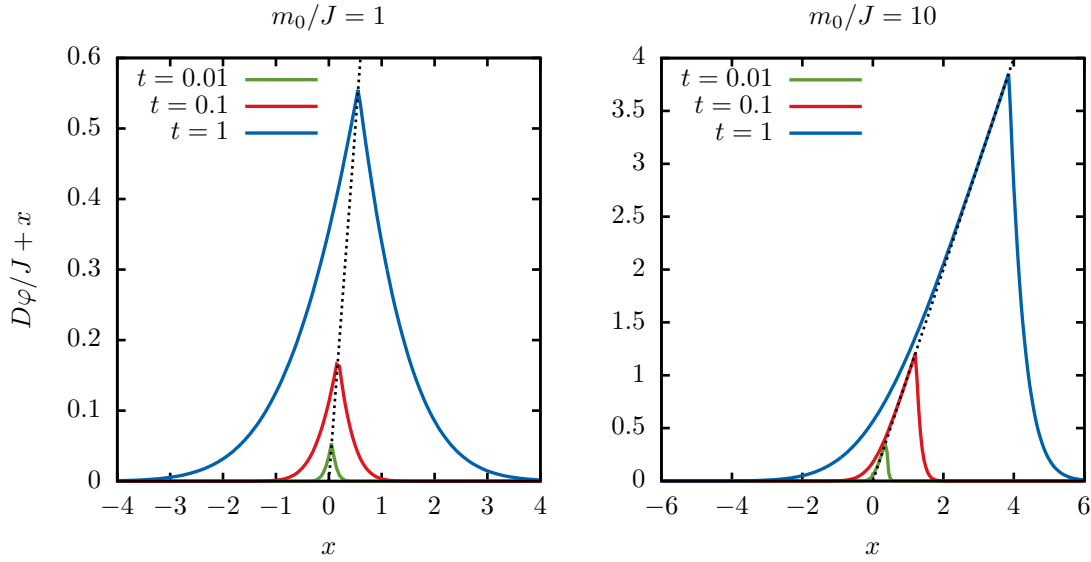 m₀/J = 1
Dφ/J + x
0.6
0.5
0.4
0.3
0.2
0.1
0
t = 0.01
t = 0.1
t = 1
−4 −3 −2 −1 0 1 2 3 4
x
m₀/J = 10
4
3.5
3
2.5
2
1.5
1
0.5
0
t = 0.01
t = 0.1
t = 1
−6 −4 −2 0 2 4 6
x